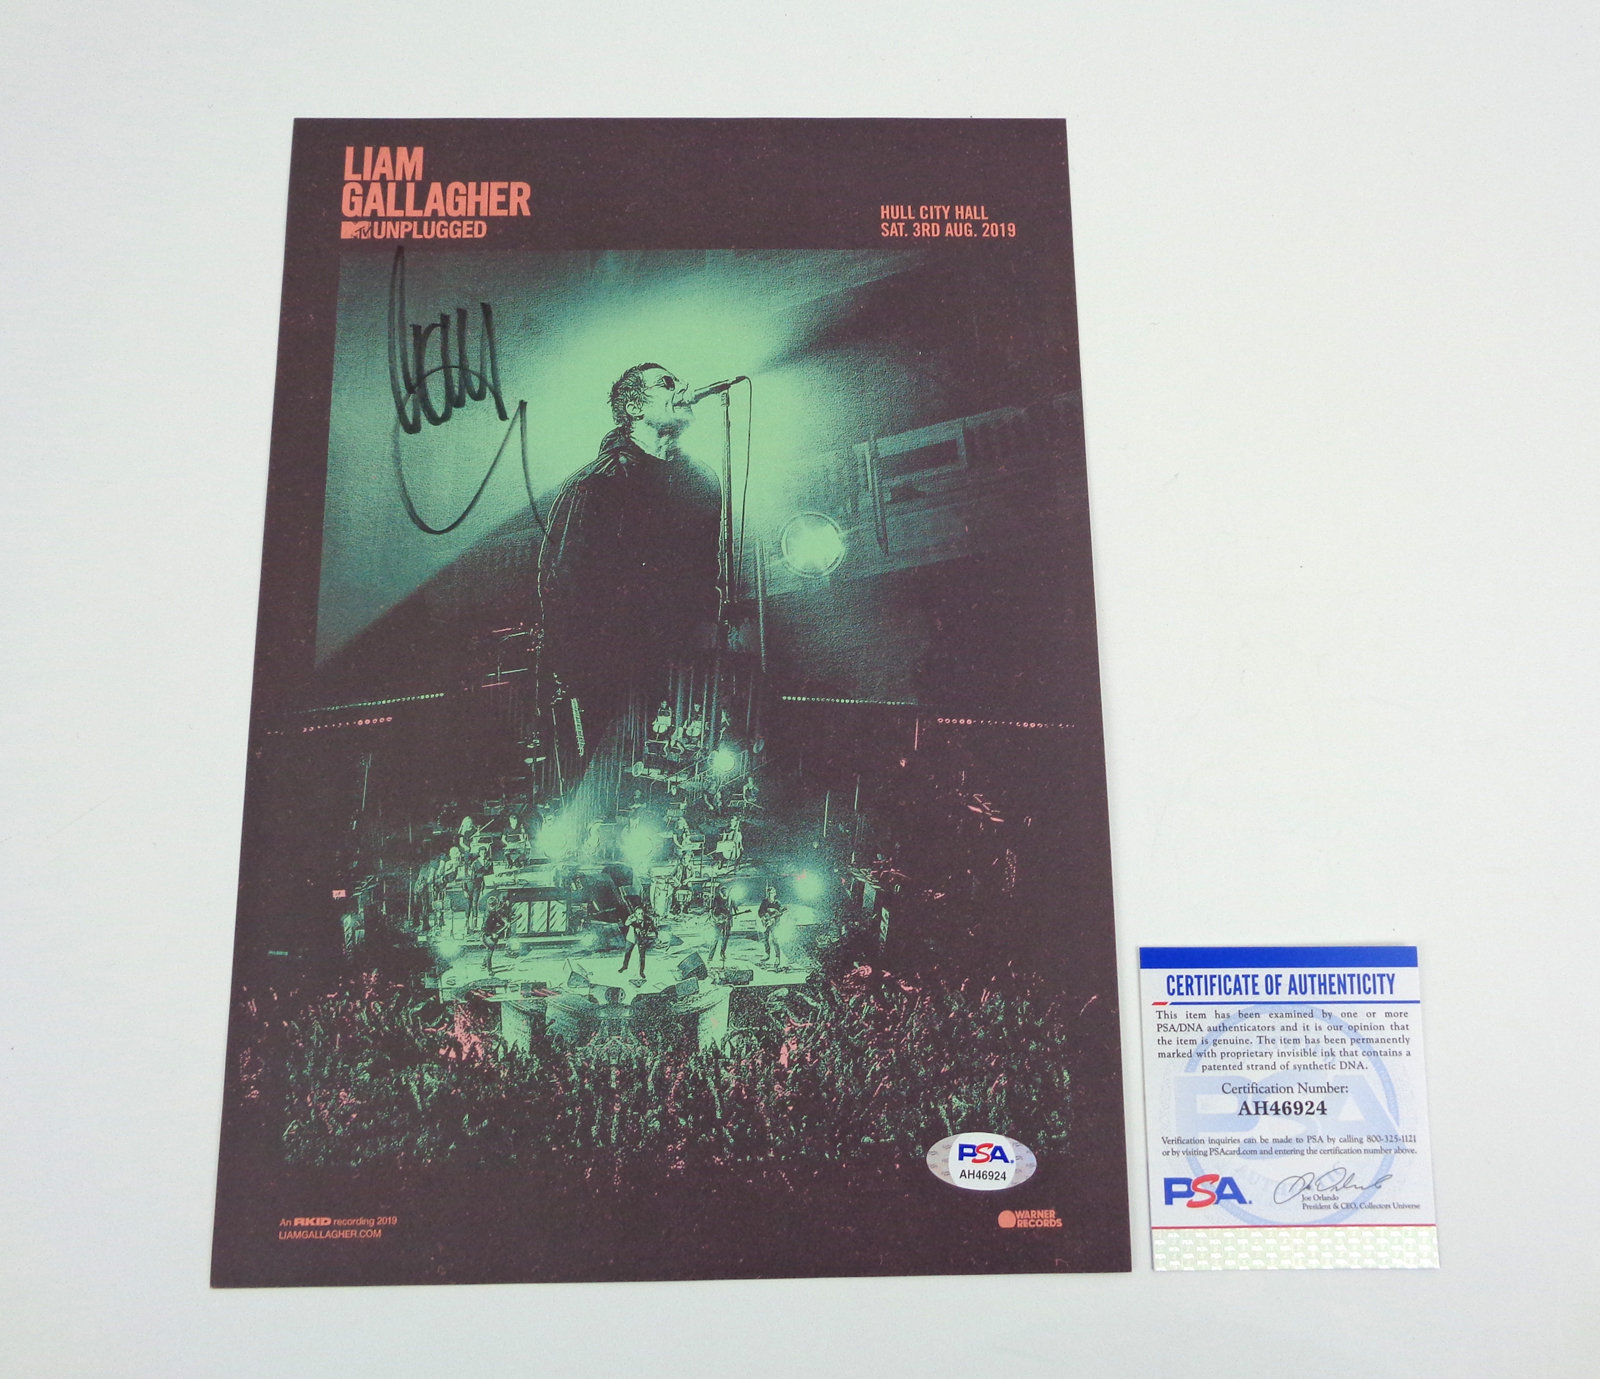 LIAM
GALLAGHER
MTV UNPLUGGED
HULL CITY HALL
SAT. 3RD AUG. 2019
An RKID recording 2019
LIAMGALLAGHER.COM
PSA
AH46924
WARNER
RECORDS
CERTIFICATE OF AUTHENTICITY
This item has been examined by one or more
PSA/DNA authenticators and it is our opinion that
the item is genuine. The item has been permanently
marked with proprietary invisible ink that contains a
patented strand of synthetic DNA.
Certification Number:
AH46924
Verification inquiries can be made to PSA by calling 800-325-1121
or by visiting PSAcard.com and entering the certification number above.
PSA
Joe Orlando
President & CEO, Collectors Universe